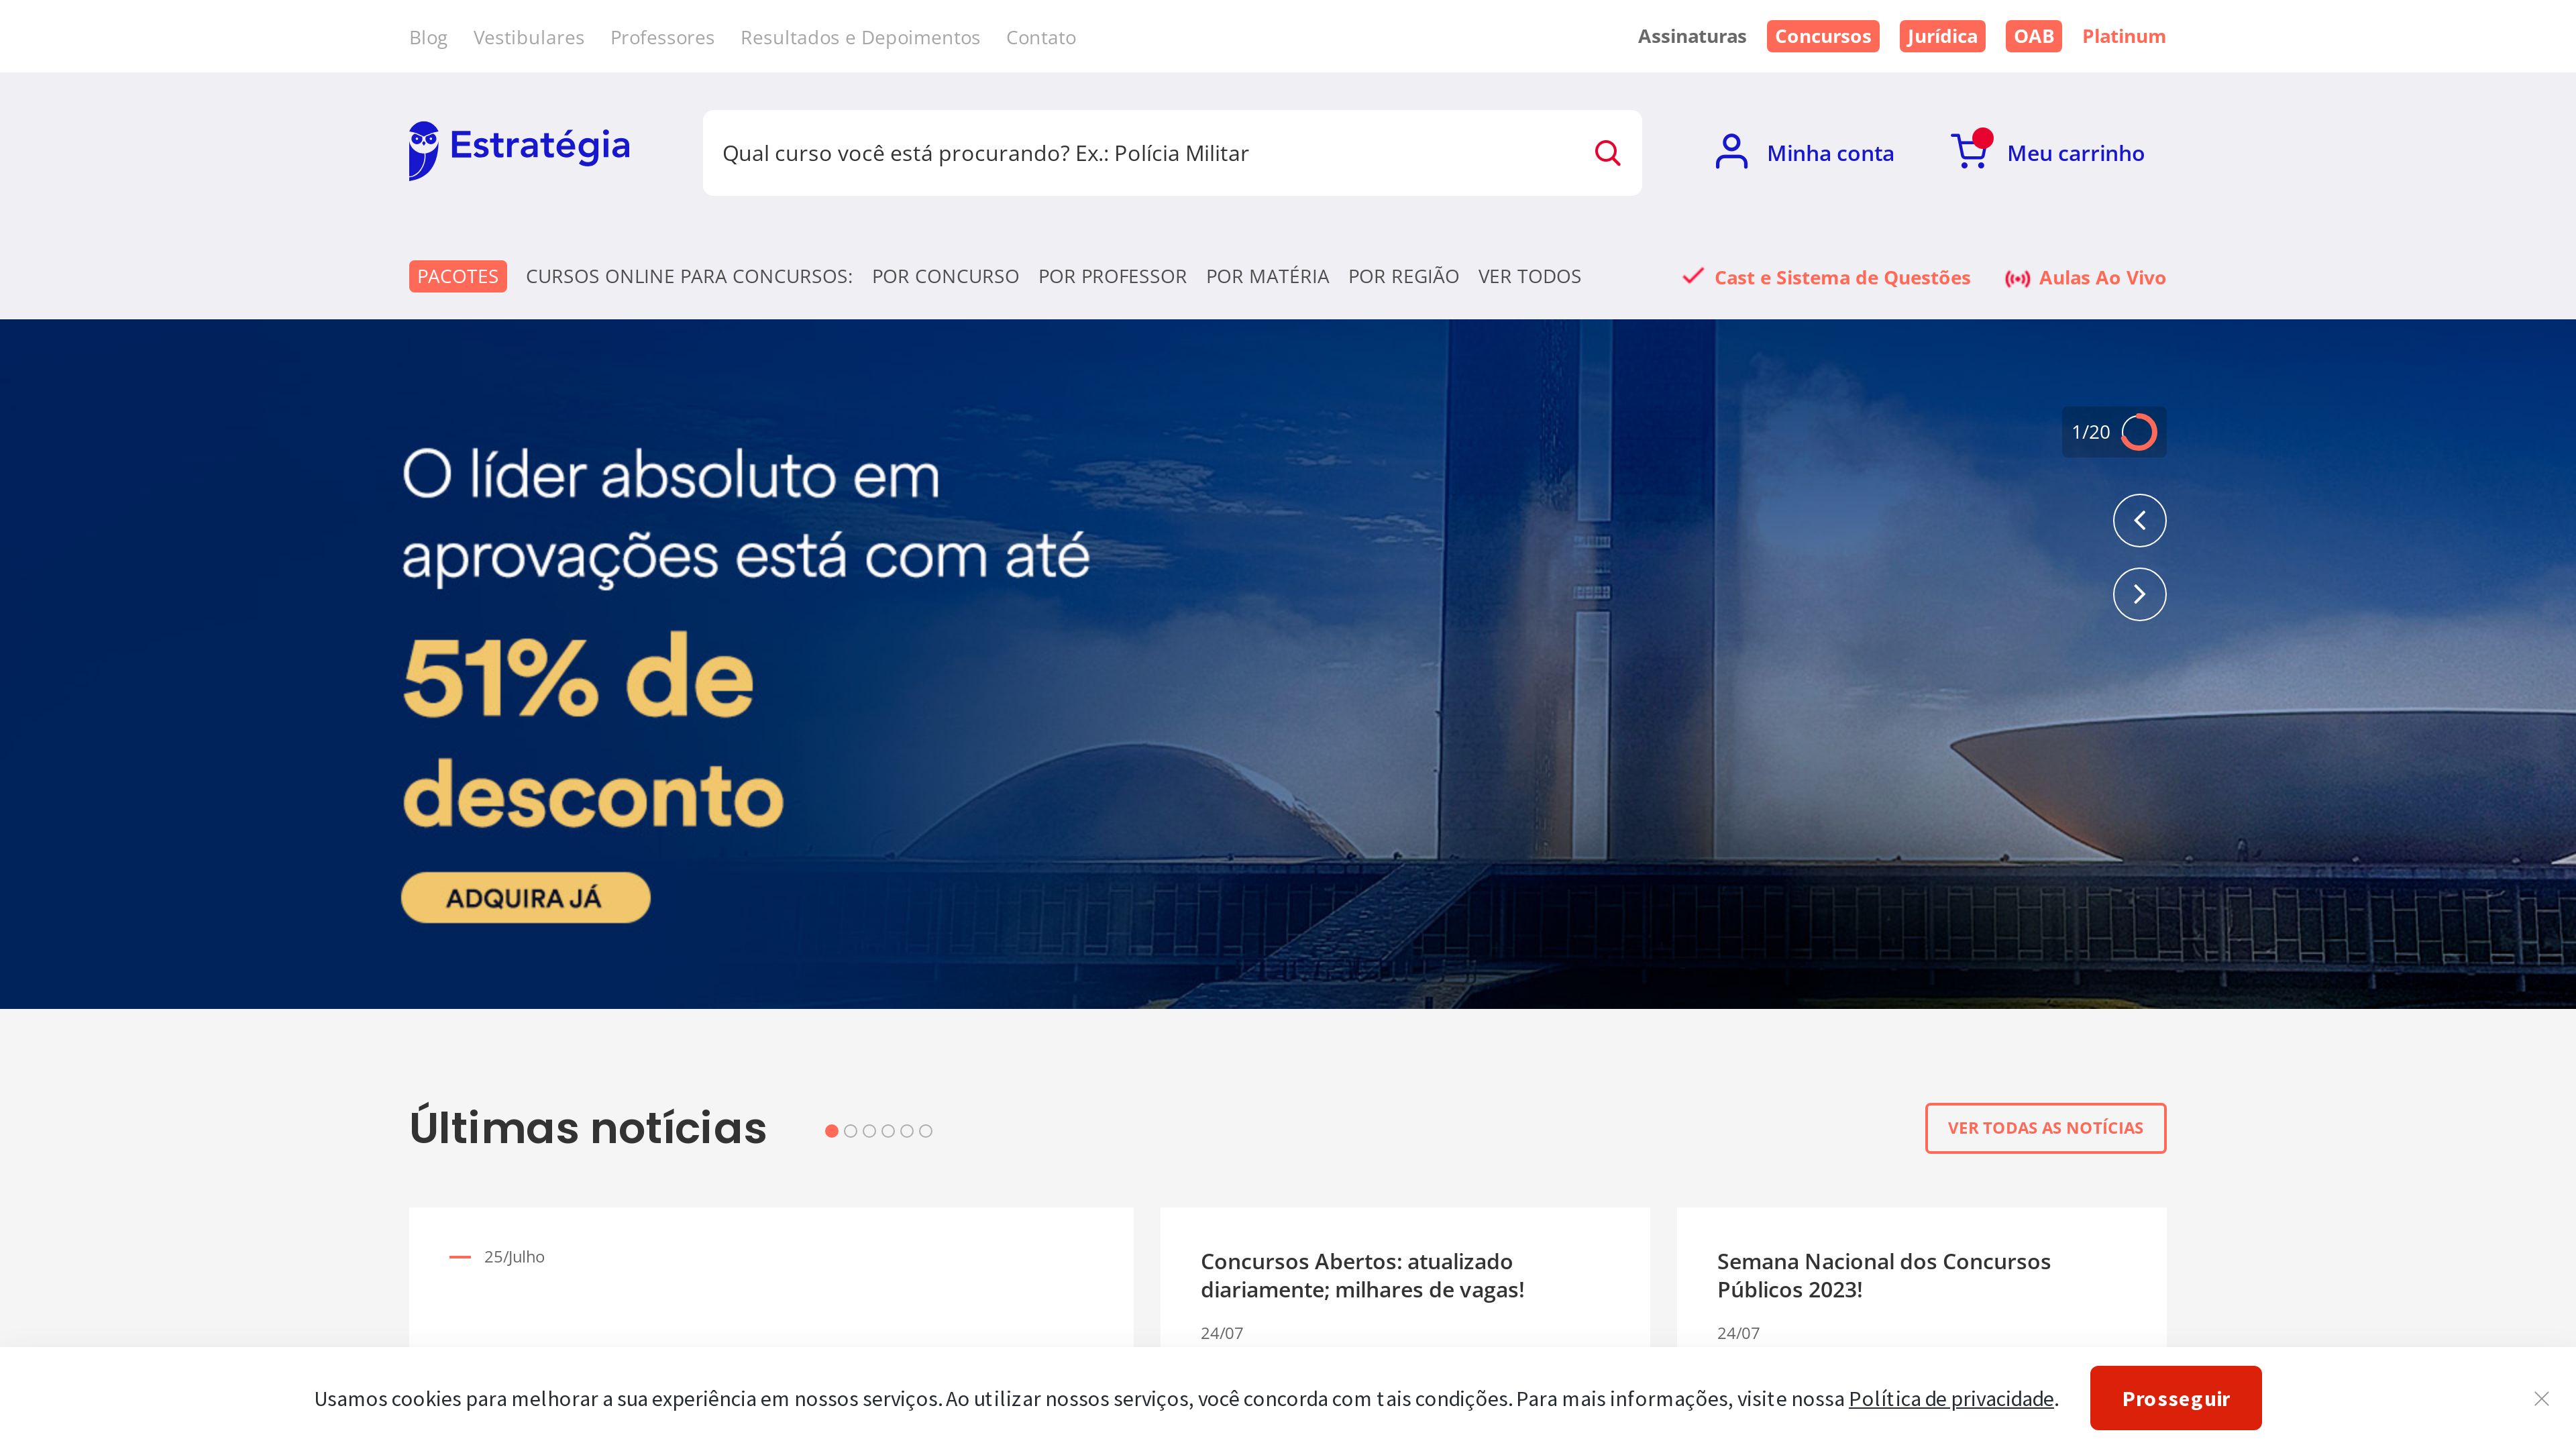 Blog Vestibulares Professores Resultados e Depoimentos Contato
Assinaturas Concursos Jurídica OAB Platinum
Estratégia
Qual curso você está procurando? Ex.: Polícia Militar
Minha conta
Meu carrinho
PACOTES CURSOS ONLINE PARA CONCURSOS: POR CONCURSO POR PROFESSOR POR MATÉRIA POR REGIÃO VER TODOS
Cast e Sistema de Questões
Aulas Ao Vivo
1/20
O líder absoluto em
aprovações está com até
51% de
desconto
ADQUIRA JÁ
Últimas notícias
VER TODAS AS NOTÍCIAS
25/Julho
Concursos Abertos: atualizado
diariamente; milhares de vagas!
24/07
Semana Nacional dos Concursos
Públicos 2023!
24/07
Usamos cookies para melhorar a sua experiência em nossos serviços. Ao utilizar nossos serviços, você concorda com tais condições. Para mais informações, visite nossa Política de privacidade.
Prosseguir